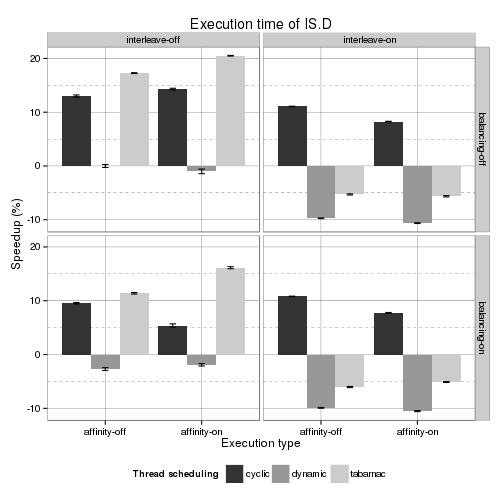 Execution time of IS.D
interleave-off interleave-on
20
10
0
-10
balancing-off
Speedup (%)
20
10
0
-10
balancing-on
affinity-off affinity-on affinity-off affinity-on
Execution type
Thread scheduling cyclic dynamic tabarnac